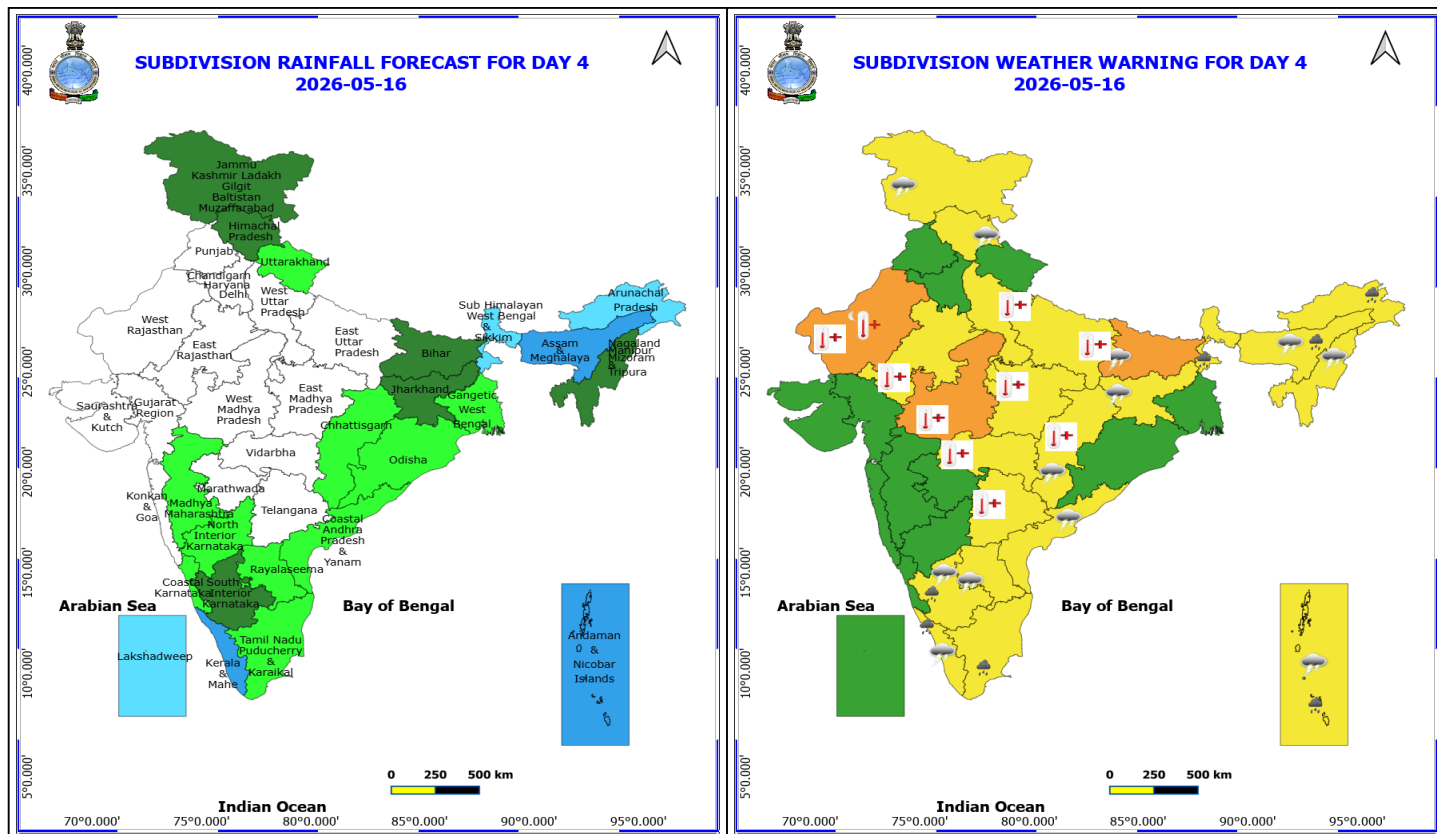 SUBDIVISION RAINFALL FORECAST FOR DAY 4
2026-05-16
40°0.000'
35°0.000'
30°0.000'
25°0.000'
20°0.000'
15°0.000'
10°0.000'
5°0.000'
Jammu
Kashmir Ladakh
Gilgit
Baltistan
Muzaffarabad
Himachal
Pradesh
Punjab
Uttarakhand
Chandigarh
Haryana
Delhi
West
Uttar
Pradesh
West
Rajasthan
East
Rajasthan
East
Uttar
Pradesh
Sub Himalayan
West Bengal
&
Sikkim
Arunachal
Pradesh
Assam
&
Meghalaya
Nagaland
Manipur
Mizoram
&
Tripura
Bihar
Jharkhand
Gangetic
West
Bengal
Saurashtra
&
Kutch
Gujarat
Region
West
Madhya
Pradesh
East
Madhya
Pradesh
Chhattisgarh
Odisha
Vidarbha
Marathwada
Konkan
&
Goa
Madhya
Maharashtra
North
Interior
Karnataka
Telangana
Coastal
Andhra
Pradesh
&
Yanam
Rayalaseema
Coastal
Karnataka
South
Interior
Karnataka
Arabian Sea
Bay of Bengal
Lakshadweep
Kerala
&
Mahe
Tamil Nadu
Puducherry
&
Karaikal
Andaman
&
Nicobar
Islands
0 250 500 km
Indian Ocean
70°0.000' 75°0.000' 80°0.000' 85°0.000' 90°0.000' 95°0.000'
SUBDIVISION WEATHER WARNING FOR DAY 4
2026-05-16
40°0.000'
35°0.000'
30°0.000'
25°0.000'
20°0.000'
15°0.000'
10°0.000'
5°0.000'
Arabian Sea
Bay of Bengal
0 250 500 km
Indian Ocean
70°0.000' 75°0.000' 80°0.000' 85°0.000' 90°0.000' 95°0.000'